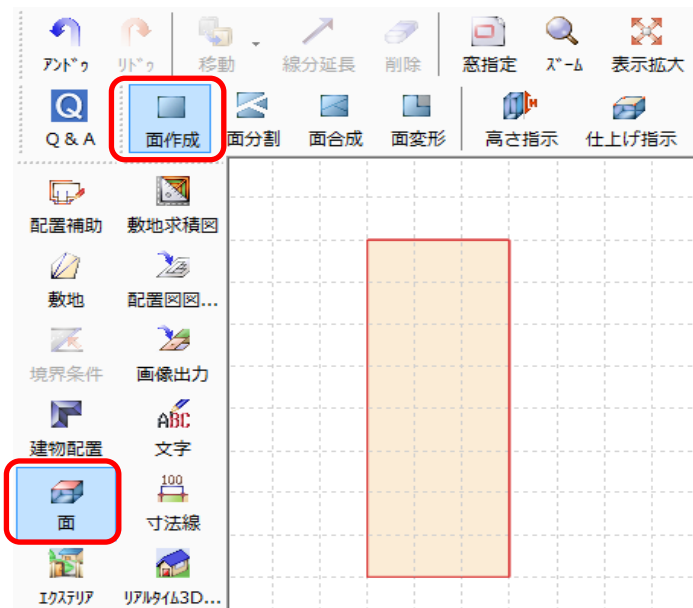 ｱﾝﾄﾞｩ ﾘﾄﾞｩ 移動 線分延長 削除 窓指定 ｽﾞｰﾑ 表示拡大
Q & A 面作成 面分割 面合成 面変形 高さ指示 仕上げ指示
配置補助 敷地求積図
敷地 配置図図...
境界条件 画像出力
ABC
建物配置 文字
100
面 寸法線
ｴｸｽﾃﾘｱ ﾘｱﾙﾀｲﾑ3D...